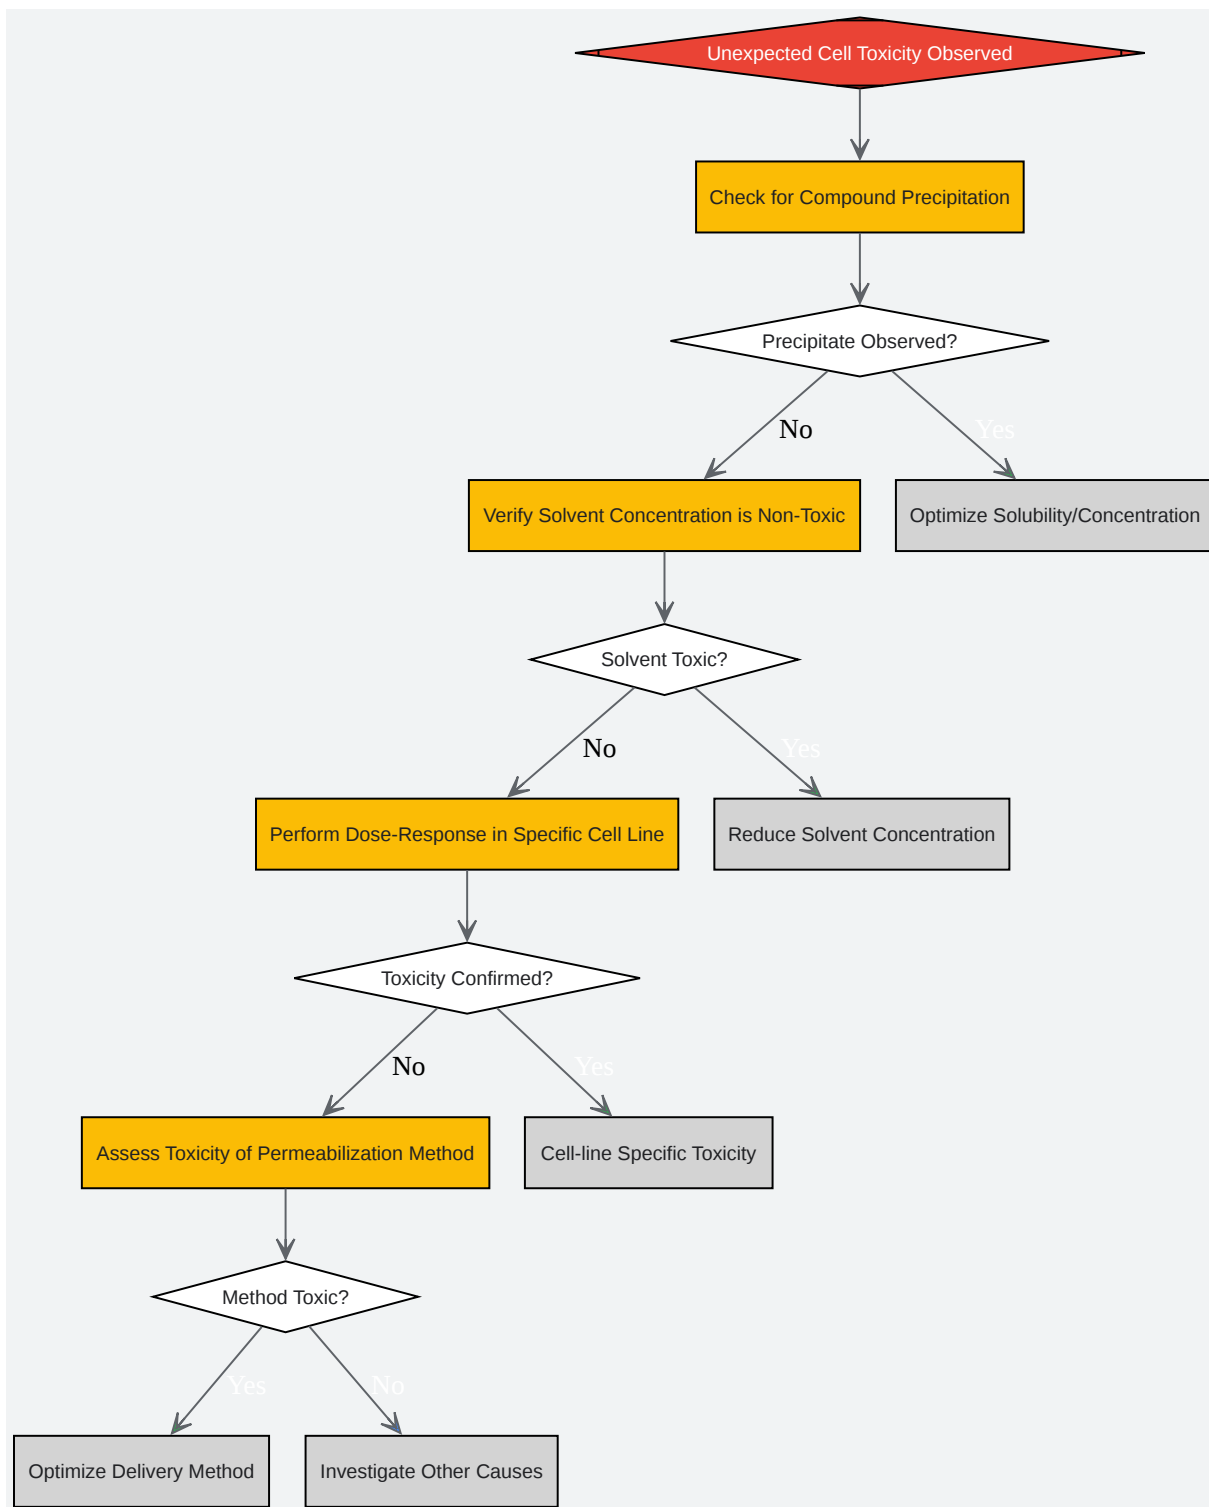 Unexpected Cell Toxicity Observed
Check for Compound Precipitation
Precipitate Observed?
No
Yes
Verify Solvent Concentration is Non-Toxic
Optimize Solubility/Concentration
Solvent Toxic?
No
Yes
Perform Dose-Response in Specific Cell Line
Reduce Solvent Concentration
Toxicity Confirmed?
No
Yes
Assess Toxicity of Permeabilization Method
Cell-line Specific Toxicity
Method Toxic?
Yes
No
Optimize Delivery Method
Investigate Other Causes